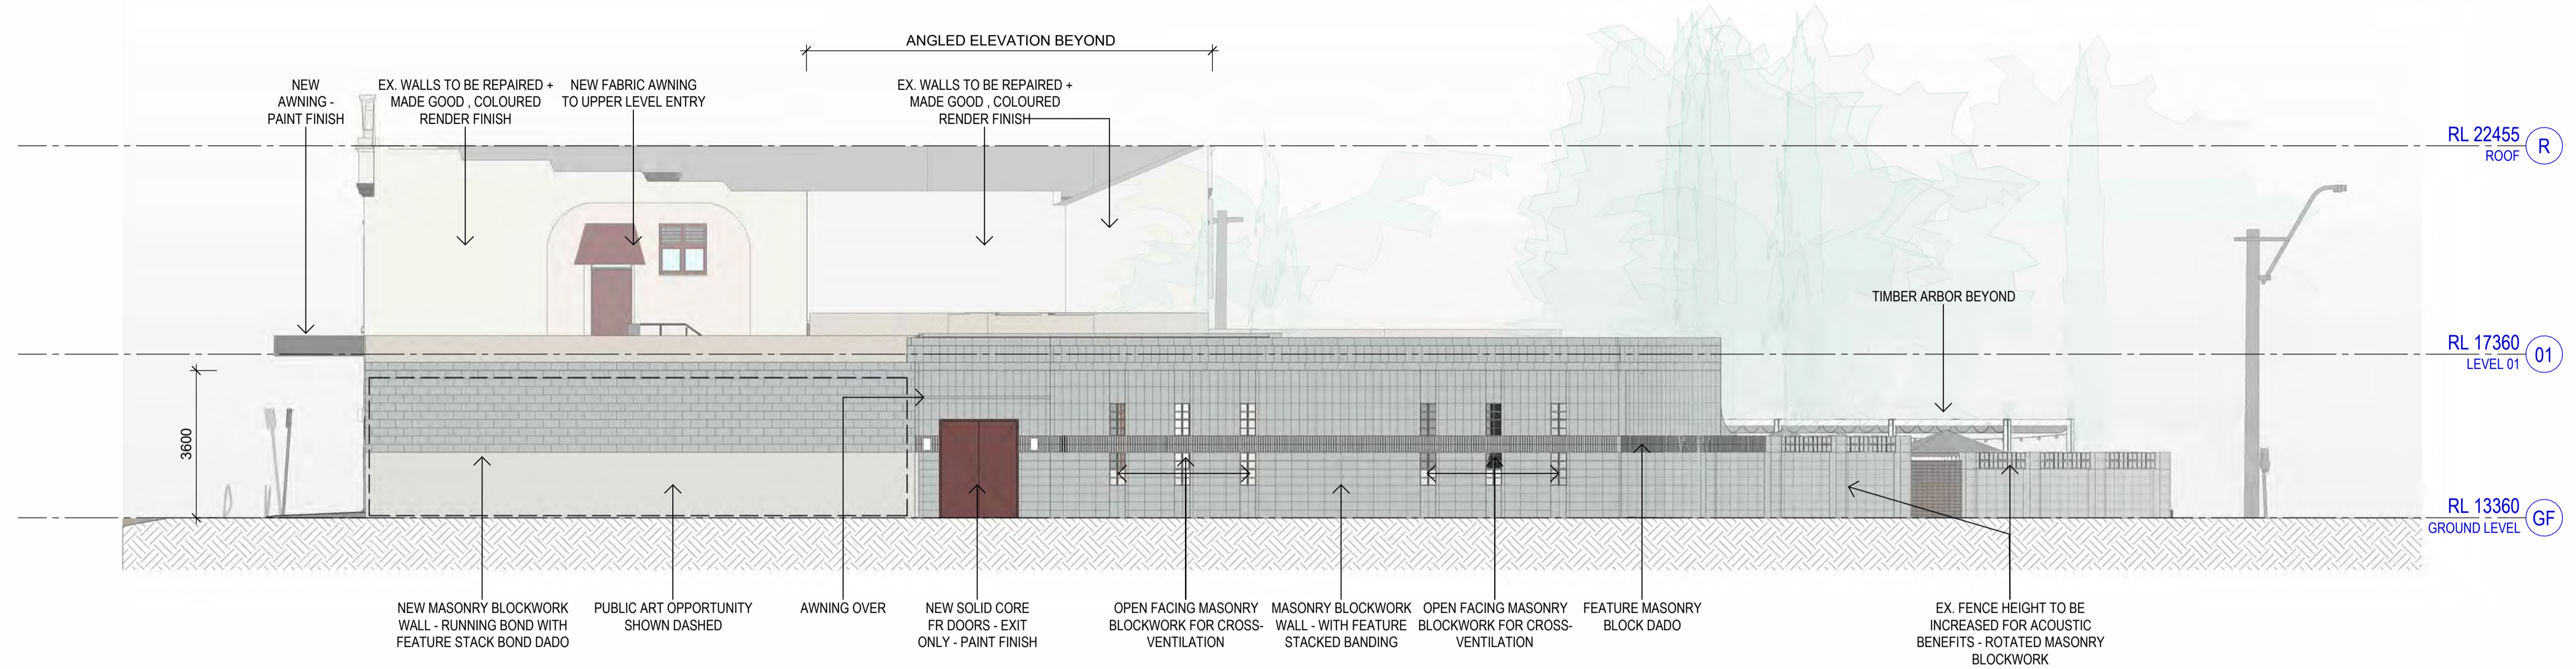 ANGLED ELEVATION BEYOND
NEW
AWNING -
PAINT FINISH
EX. WALLS TO BE REPAIRED +
MADE GOOD , COLOURED
RENDER FINISH
NEW FABRIC AWNING
TO UPPER LEVEL ENTRY
EX. WALLS TO BE REPAIRED +
MADE GOOD , COLOURED
RENDER FINISH
RL 22455
ROOF
R
TIMBER ARBOR BEYOND
RL 17360
LEVEL 01
01
3600
RL 13360
GROUND LEVEL
GF
NEW MASONRY BLOCKWORK
WALL - RUNNING BOND WITH
FEATURE STACK BOND DADO
PUBLIC ART OPPORTUNITY
SHOWN DASHED
AWNING OVER
NEW SOLID CORE
FR DOORS - EXIT
ONLY - PAINT FINISH
OPEN FACING MASONRY
BLOCKWORK FOR CROSS-
VENTILATION
MASONRY BLOCKWORK
WALL - WITH FEATURE
STACKED BANDING
OPEN FACING MASONRY
BLOCKWORK FOR CROSS-
VENTILATION
FEATURE MASONRY
BLOCK DADO
EX. FENCE HEIGHT TO BE
INCREASED FOR ACOUSTIC
BENEFITS - ROTATED MASONRY
BLOCKWORK